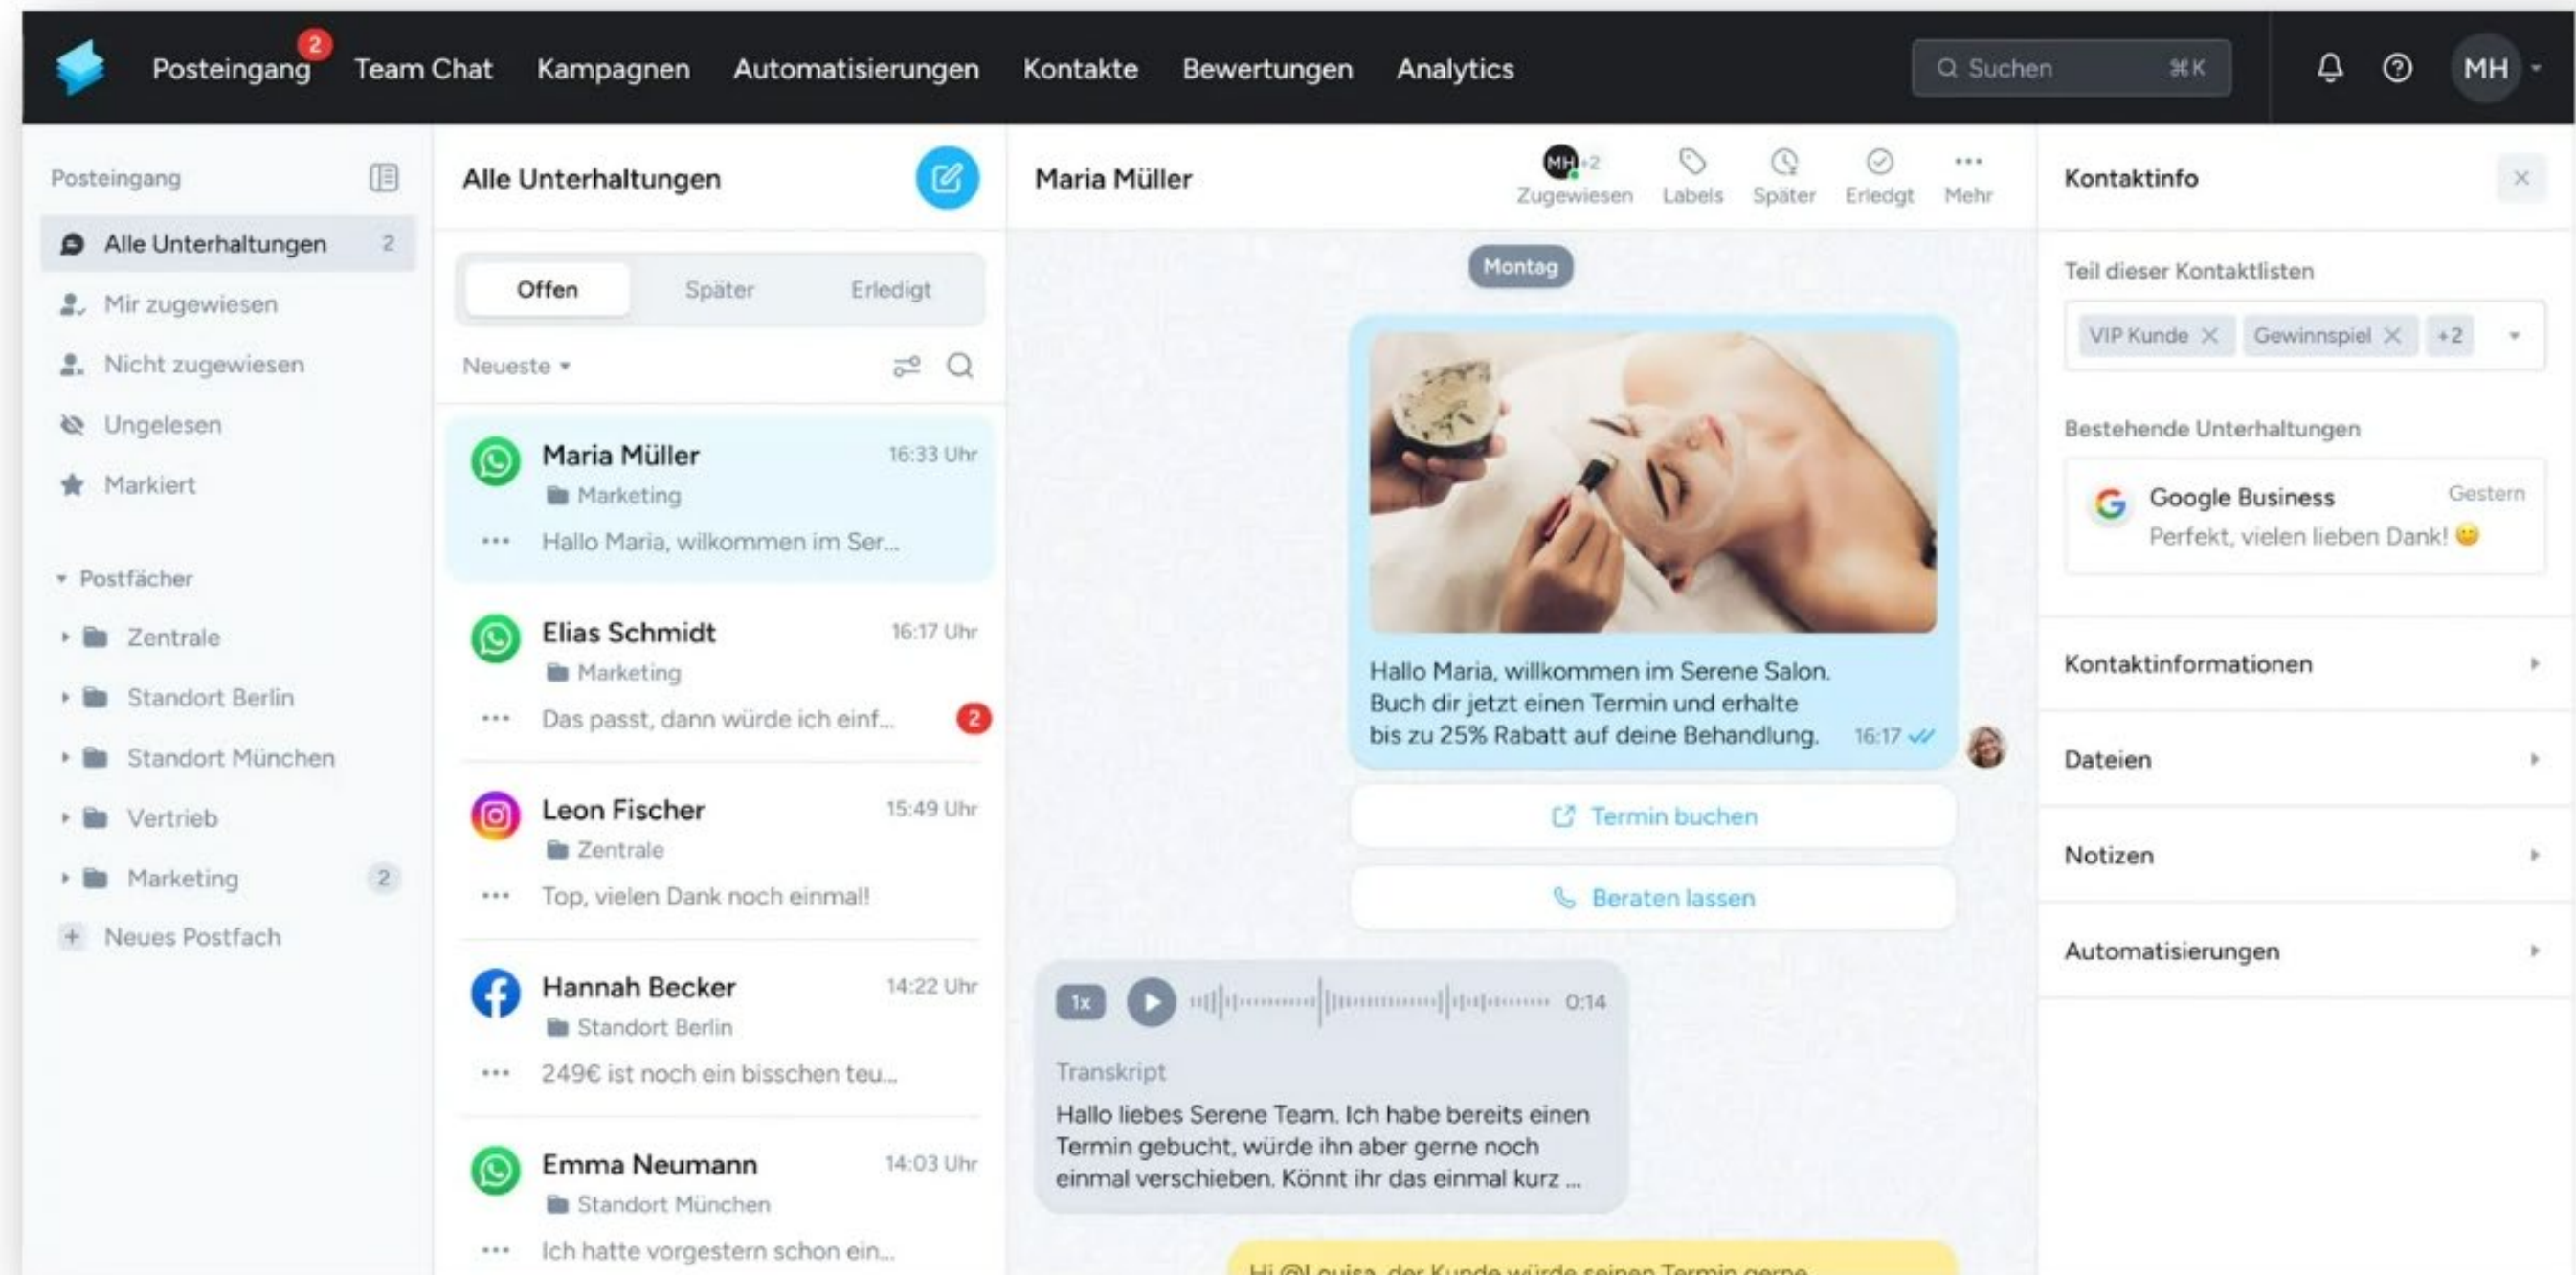 Posteingang 2 Team Chat Kampagnen Automatisierungen Kontakte Bewertungen Analytics Suchen ⌘K MH
Posteingang
Alle Unterhaltungen 2
Mir zugewiesen
Nicht zugewiesen
Ungelesen
Markiert
Postfächer
Zentrale
Standort Berlin
Standort München
Vertrieb
Marketing 2
Neues Postfach
Alle Unterhaltungen
Offen Später Erledigt
Neueste
Maria Müller 16:33 Uhr
Marketing
Hallo Maria, wilkommen im Ser...
Elias Schmidt 16:17 Uhr
Marketing
Das passt, dann würde ich einf... 2
Leon Fischer 15:49 Uhr
Zentrale
Top, vielen Dank noch einmal!
Hannah Becker 14:22 Uhr
Standort Berlin
249€ ist noch ein bisschen teu...
Emma Neumann 14:03 Uhr
Standort München
Ich hatte vorgestern schon ein...
Maria Müller
MH +2
Zugewiesen Labels Später Erledgt Mehr
Montag
Hallo Maria, willkommen im Serene Salon.
Buch dir jetzt einen Termin und erhalte
bis zu 25% Rabatt auf deine Behandlung. 16:17
Termin buchen
Beraten lassen
1x 0:14
Transkript
Hallo liebes Serene Team. Ich habe bereits einen
Termin gebucht, würde ihn aber gerne noch
einmal verschieben. Könnt ihr das einmal kurz ...
Hi @Louisa, der Kunde würde seinen Termin gerne
Kontaktinfo
Teil dieser Kontaktlisten
VIP Kunde Gewinnspiel +2
Bestehende Unterhaltungen
Google Business Gestern
Perfekt, vielen lieben Dank! 🙂
Kontaktinformationen
Dateien
Notizen
Automatisierungen